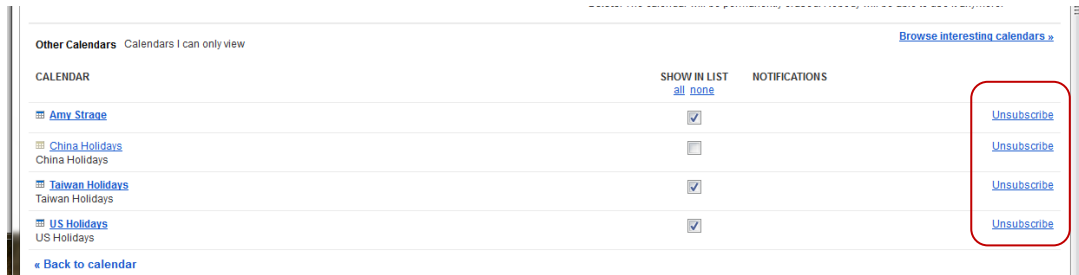 Other Calendars Calendars I can only view Browse interesting calendars »
CALENDAR SHOW IN LIST NOTIFICATIONS
all none
Amy Strage Unsubscribe
China Holidays Unsubscribe
China Holidays
Taiwan Holidays Unsubscribe
Taiwan Holidays
US Holidays Unsubscribe
US Holidays
« Back to calendar